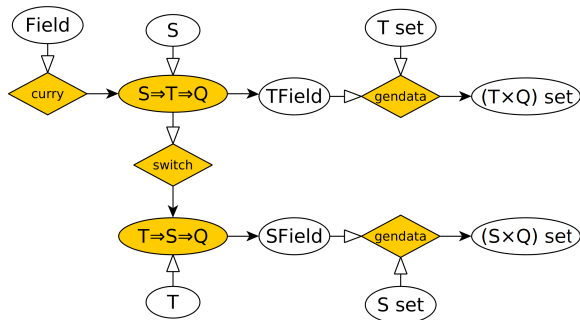 Field
S
T set
curry
S⇒T⇒Q
TField
gendata
(T×Q) set
switch
T⇒S⇒Q
SField
gendata
(S×Q) set
T
S set